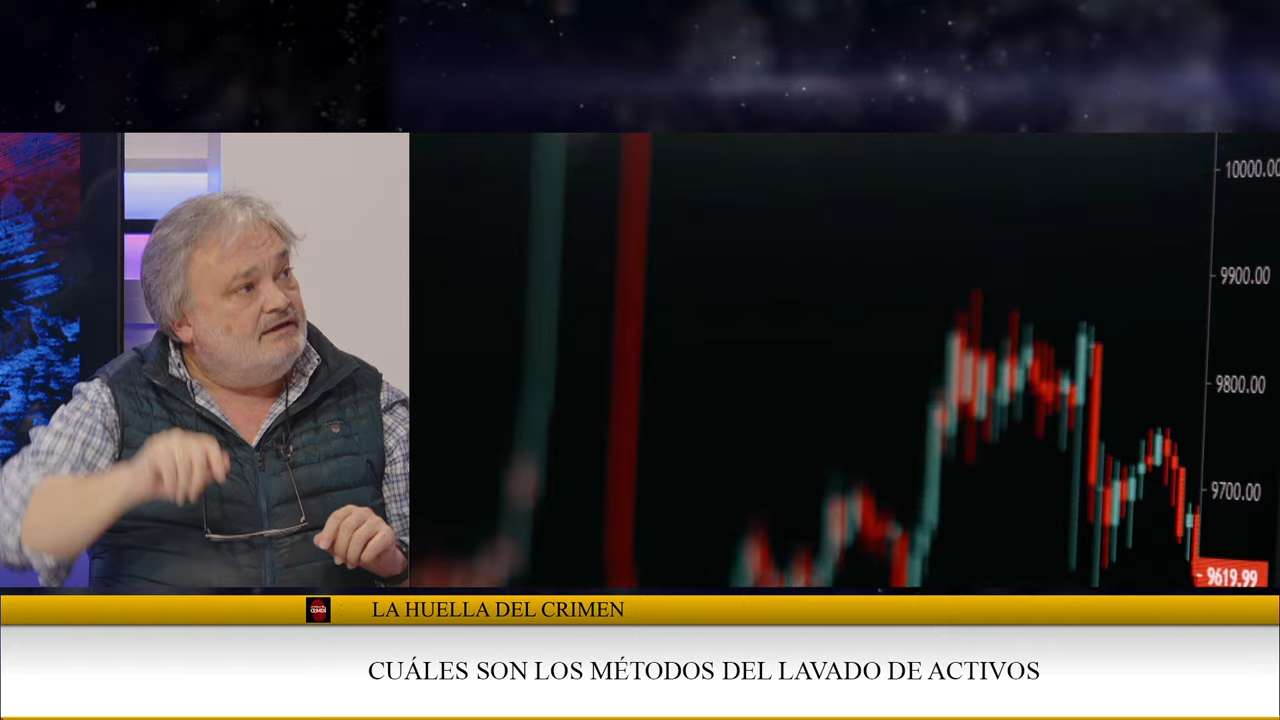 10000.00
9900.00
9800.00
9700.00
9619.99
CRIMEN
LA HUELLA DEL CRIMEN
CUÁLES SON LOS MÉTODOS DEL LAVADO DE ACTIVOS